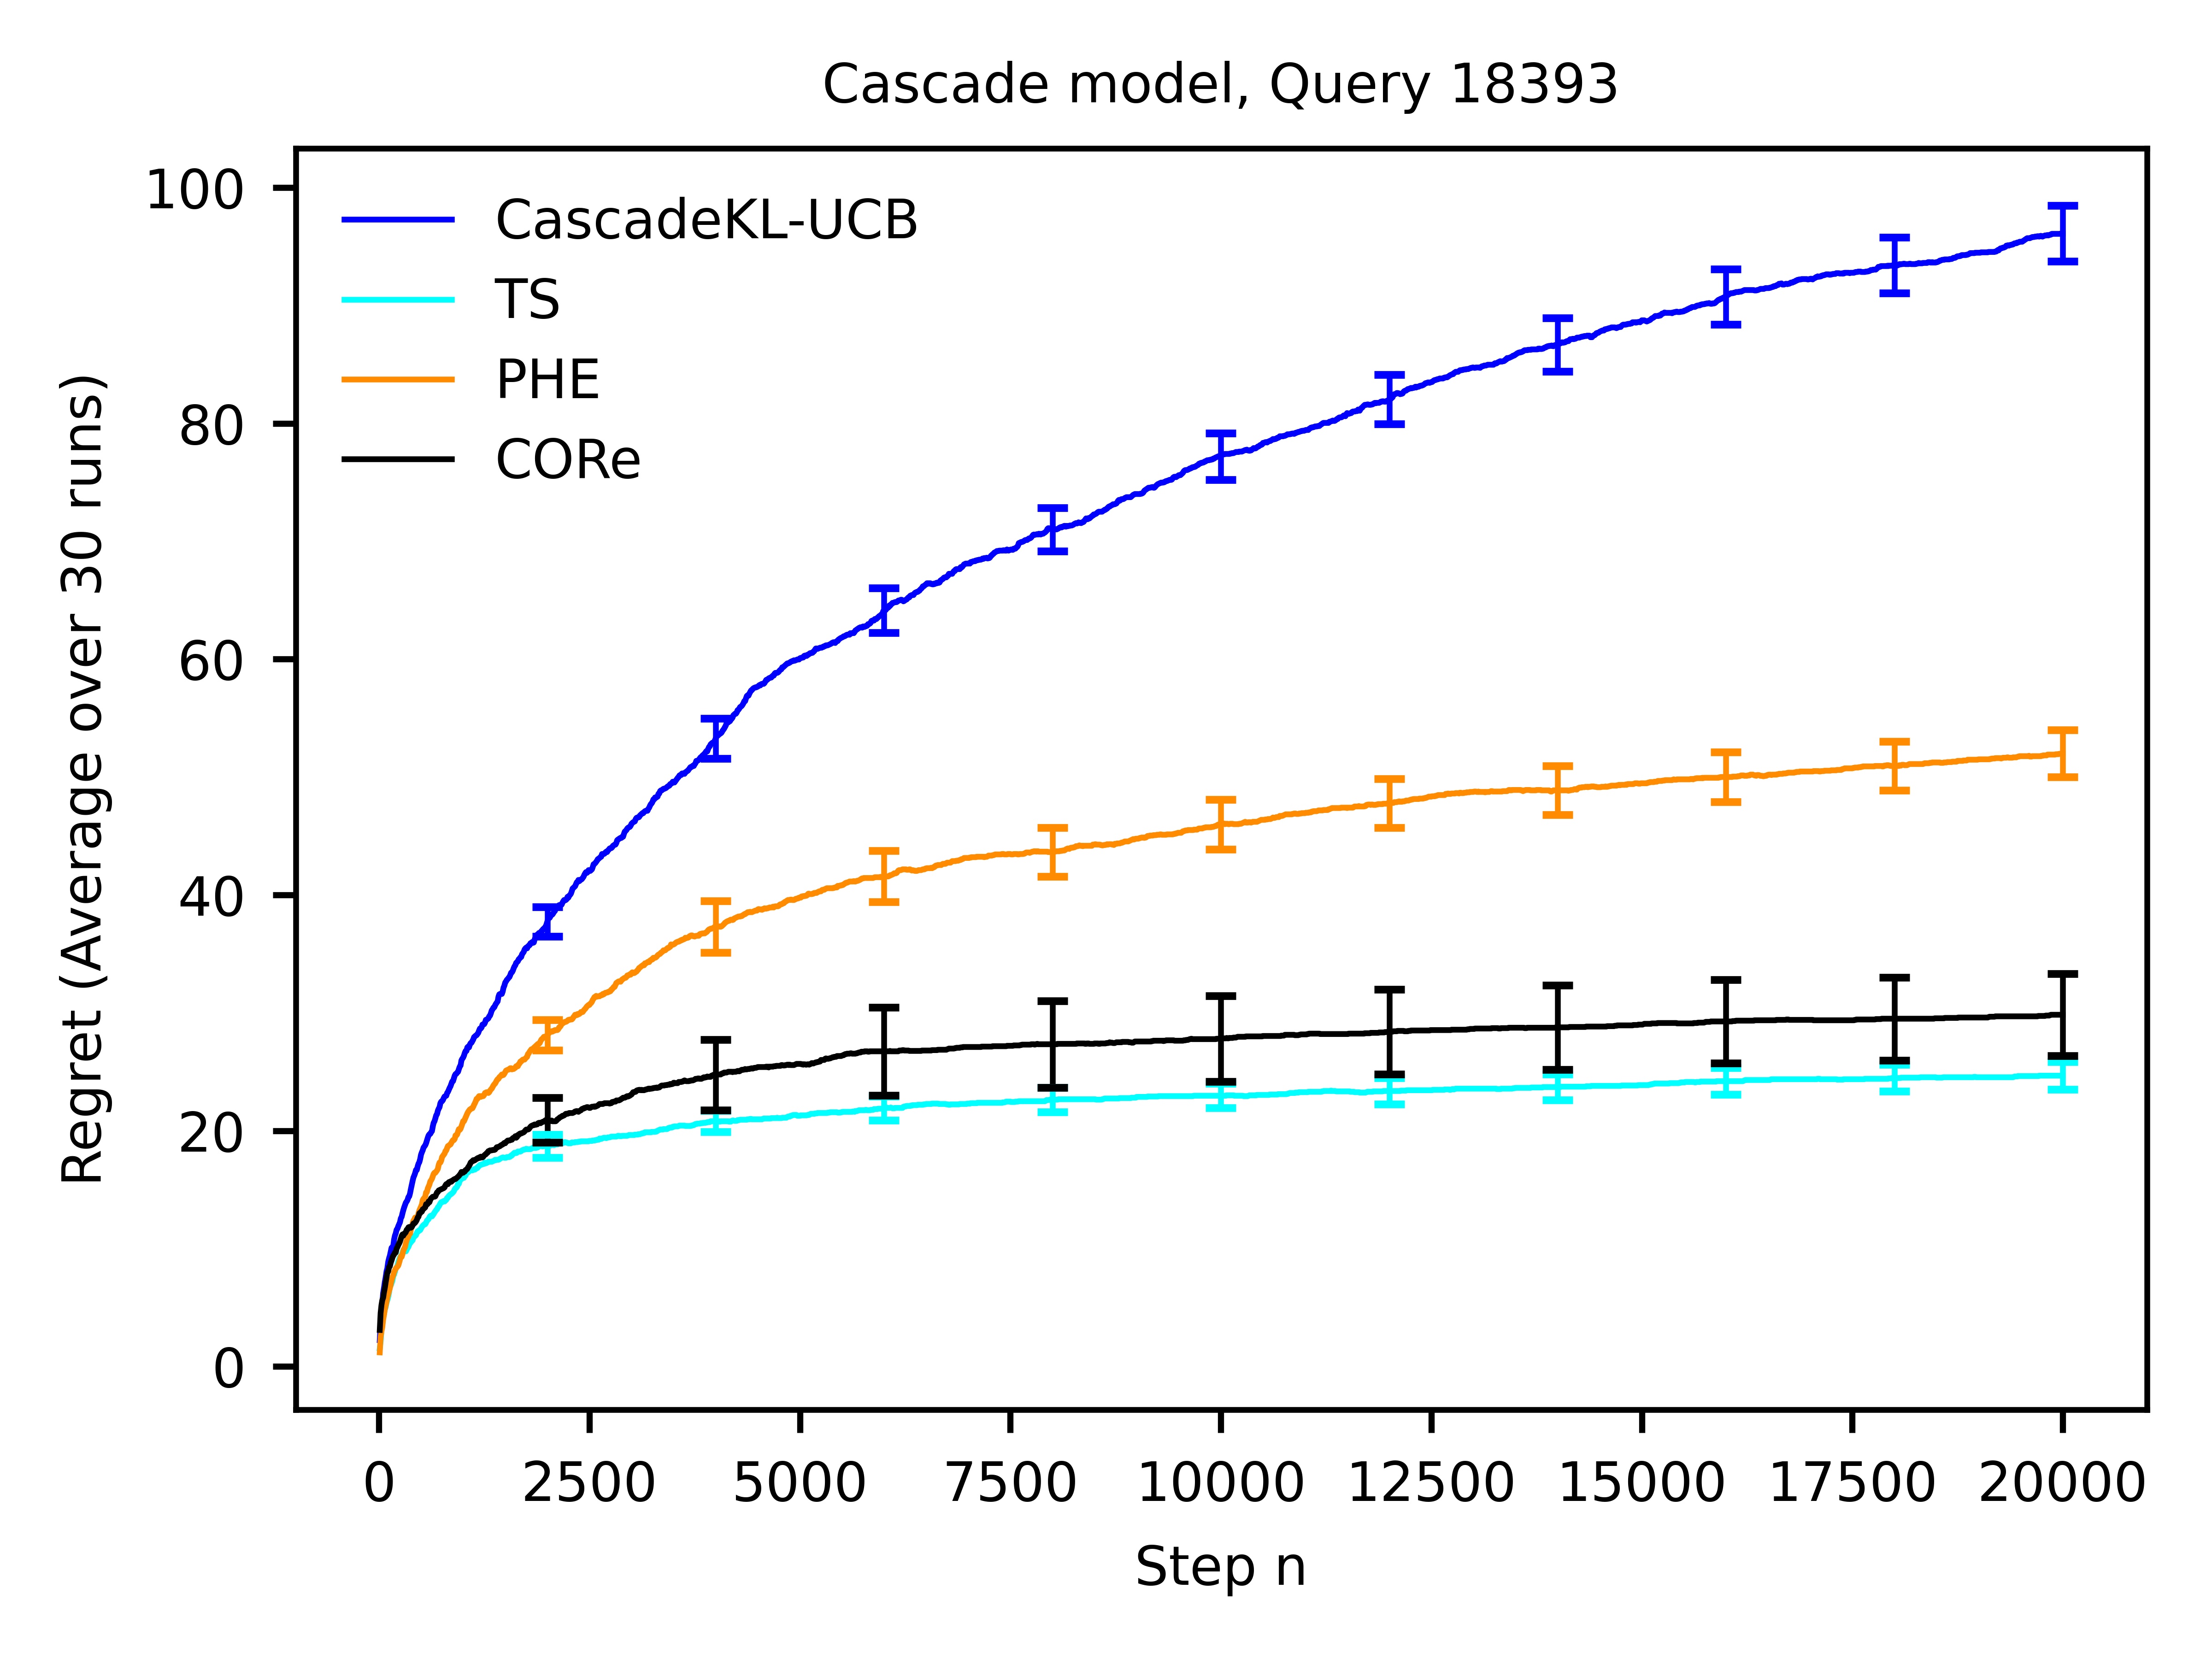 Cascade model, Query 18393
CascadeKL-UCB
TS
PHE
CORe
Regret (Average over 30 runs)
100
80
60
40
20
0
0 2500 5000 7500 10000 12500 15000 17500 20000
Step n